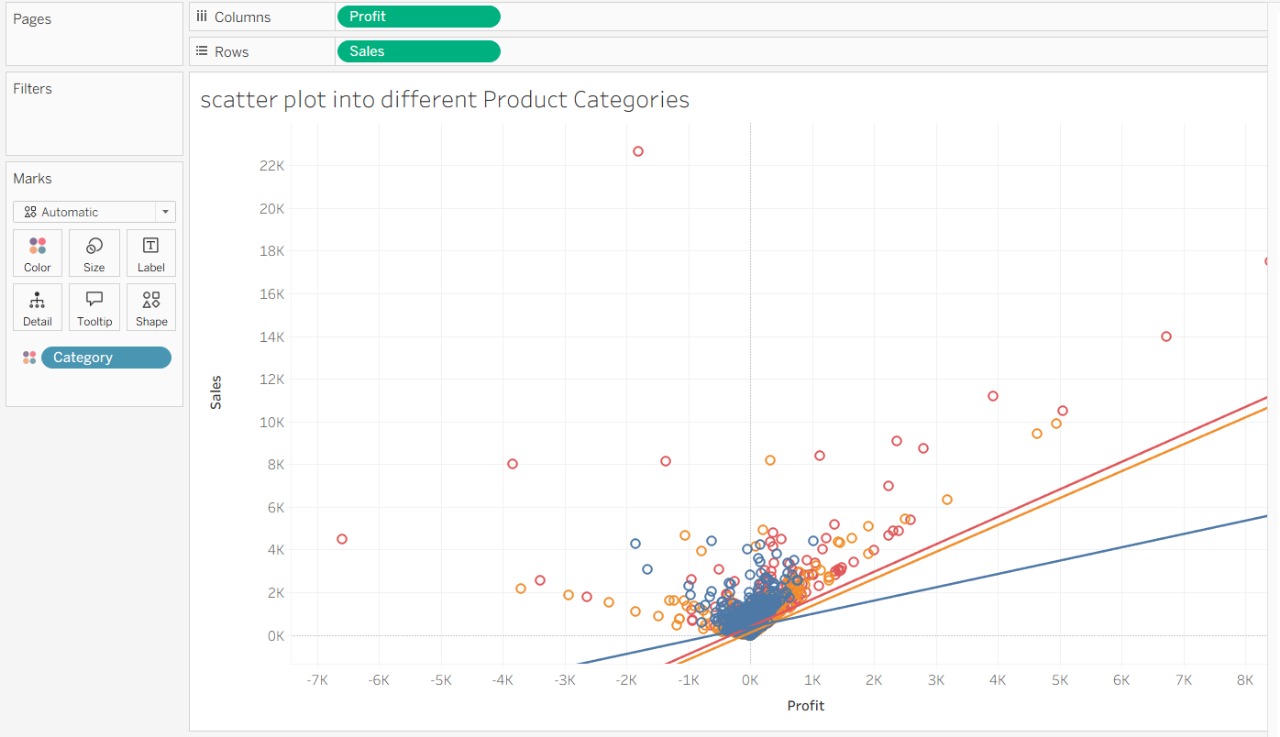 Pages
Columns
Profit
Rows
Sales
Filters
Marks
Automatic
Color
Size
Label
Detail
Tooltip
Shape
Category
scatter plot into different Product Categories
Sales
22K
20K
18K
16K
14K
12K
10K
8K
6K
4K
2K
0K
-7K
-6K
-5K
-4K
-3K
-2K
-1K
0K
1K
2K
3K
4K
5K
6K
7K
8K
Profit